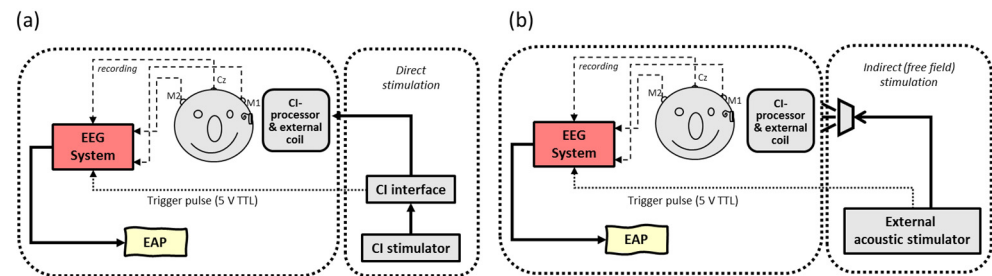 (a)
recording
Cz
M2
M1
CI-
processor
& external
coil
EEG
System
Trigger pulse (5 V TTL)
EAP
Direct
stimulation
CI interface
CI stimulator
(b)
recording
Cz
M2
M1
CI-
processor
& external
coil
EEG
System
Trigger pulse (5 V TTL)
EAP
Indirect (free field)
stimulation
External
acoustic stimulator